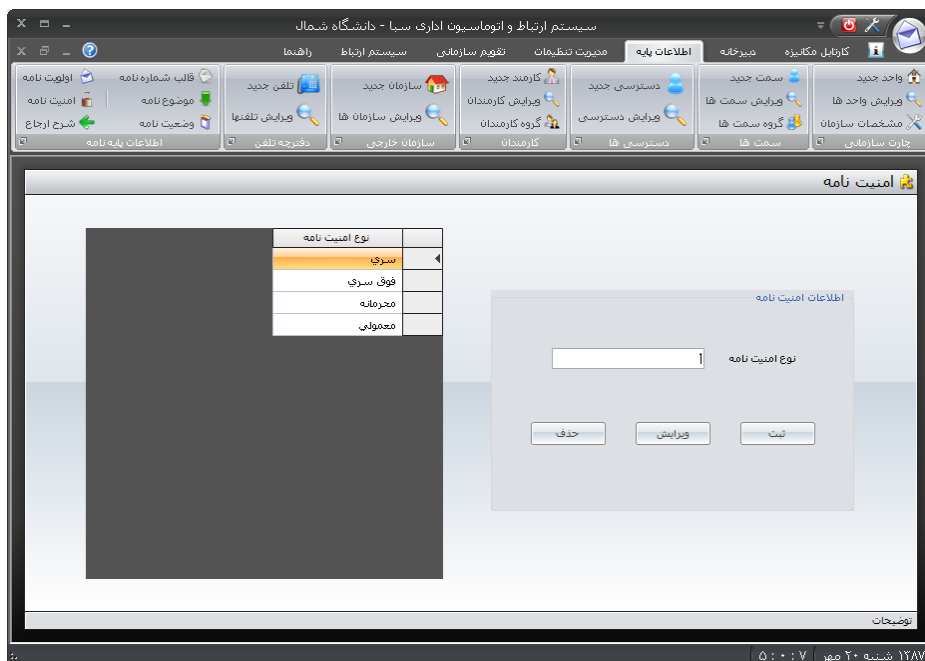 سیستم ارتباط و اتوماسیون اداری سبا - دانشگاه شمال
کارتابل مکانیزه دبیرخانه اطلاعات پایه مدیریت تنظیمات تقویم سازمانی سیستم ارتباط راهنما
واحد جدید سمت جدید دسترسی جدید کارمند جدید سازمان جدید تلفن جدید قالب شماره نامه اولویت نامه
ویرایش واحد ها ویرایش سمت ها ویرایش دسترسی ویرایش کارمندان ویرایش سازمان ها ویرایش تلفنها موضوع نامه امنیت نامه
مشخصات سازمان گروه سمت ها گروه کارمندان وضعیت نامه شرح ارجاع
چارت سازمانی سمت ها دسترسی ها کارمندان سازمان خارجی دفترچه تلفن اطلاعات پایه نامه
امنیت نامه
نوع امنیت نامه
سري
فوق سري
محرمانه
معمولي
اطلاعات امنیت نامه
نوع امنیت نامه 1
ثبت ویرایش حذف
توضیحات
۱۳۸۷ شنبه ۲۰ مهر ۵:۰:۷